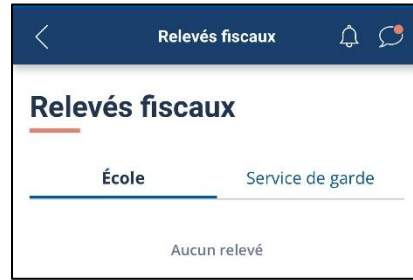 Relevés fiscaux
Relevés fiscaux
École Service de garde
Aucun relevé